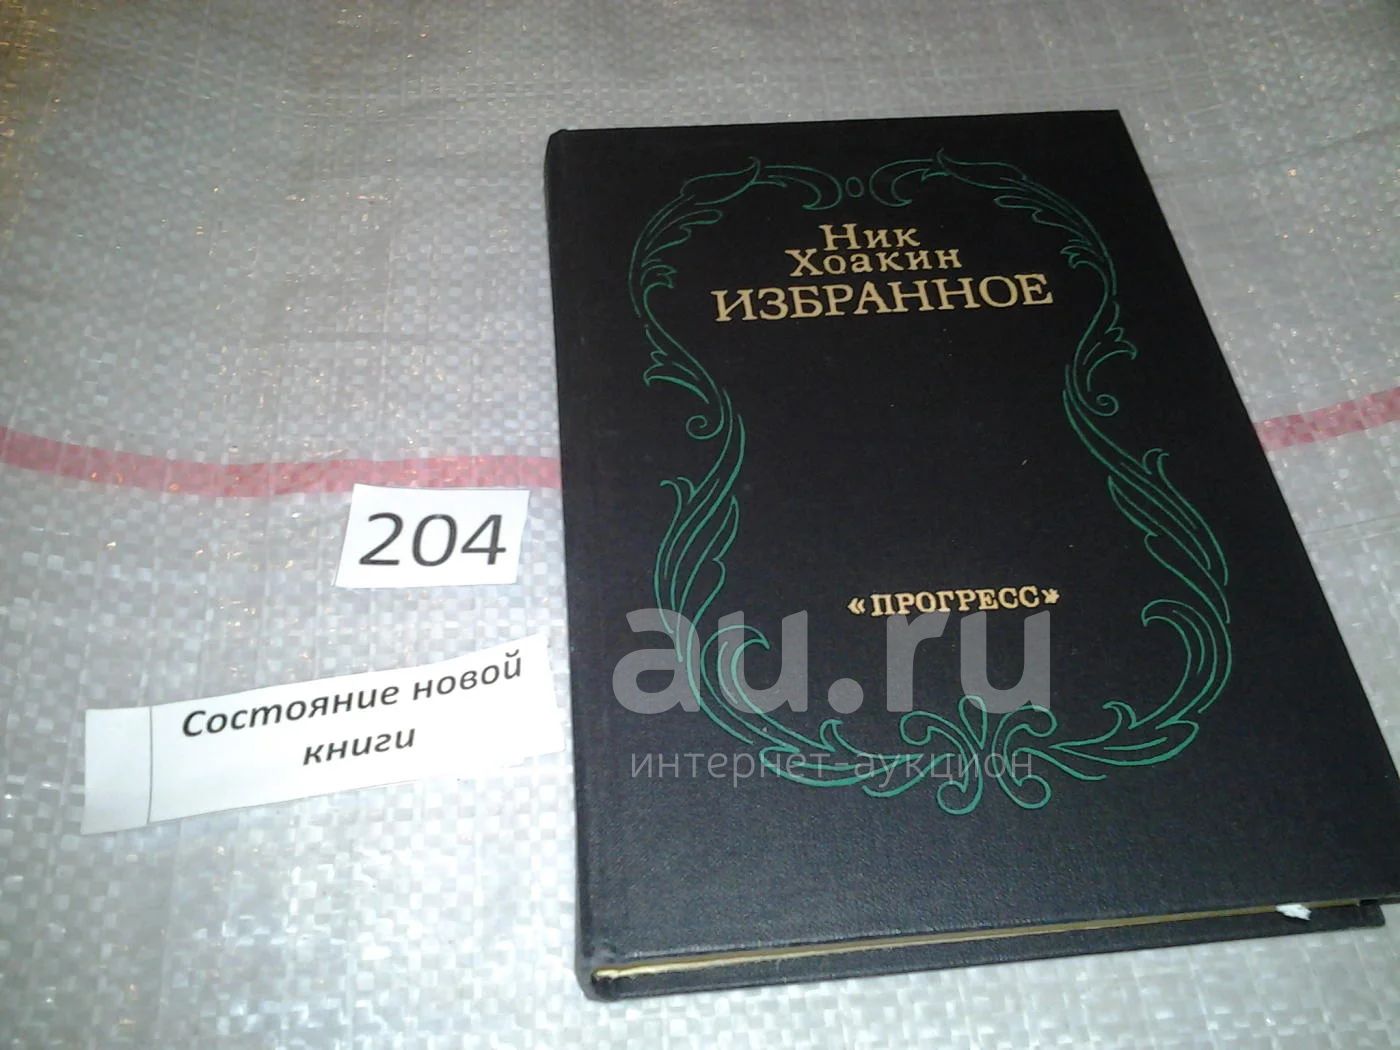 Ник
Хоакин
ИЗБРАННОЕ
«ПРОГРЕСС»
204
Состояние новой
книги
au.ru
интернет-аукцион